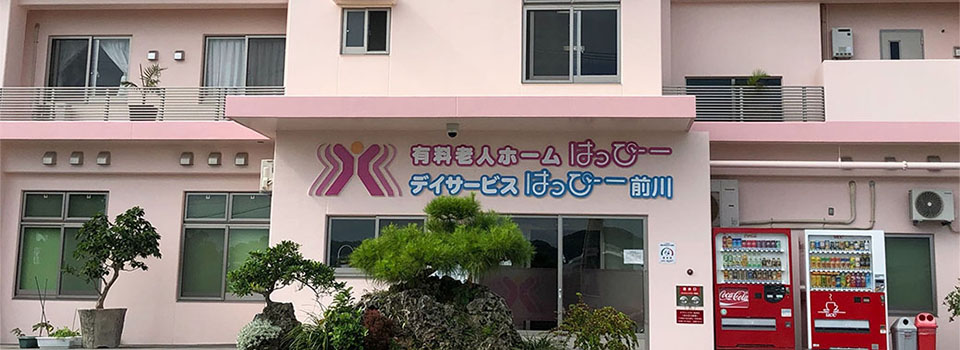 有料老人ホーム はっぴー
デイサービス はっぴー 前川
Coca-Cola
UCC